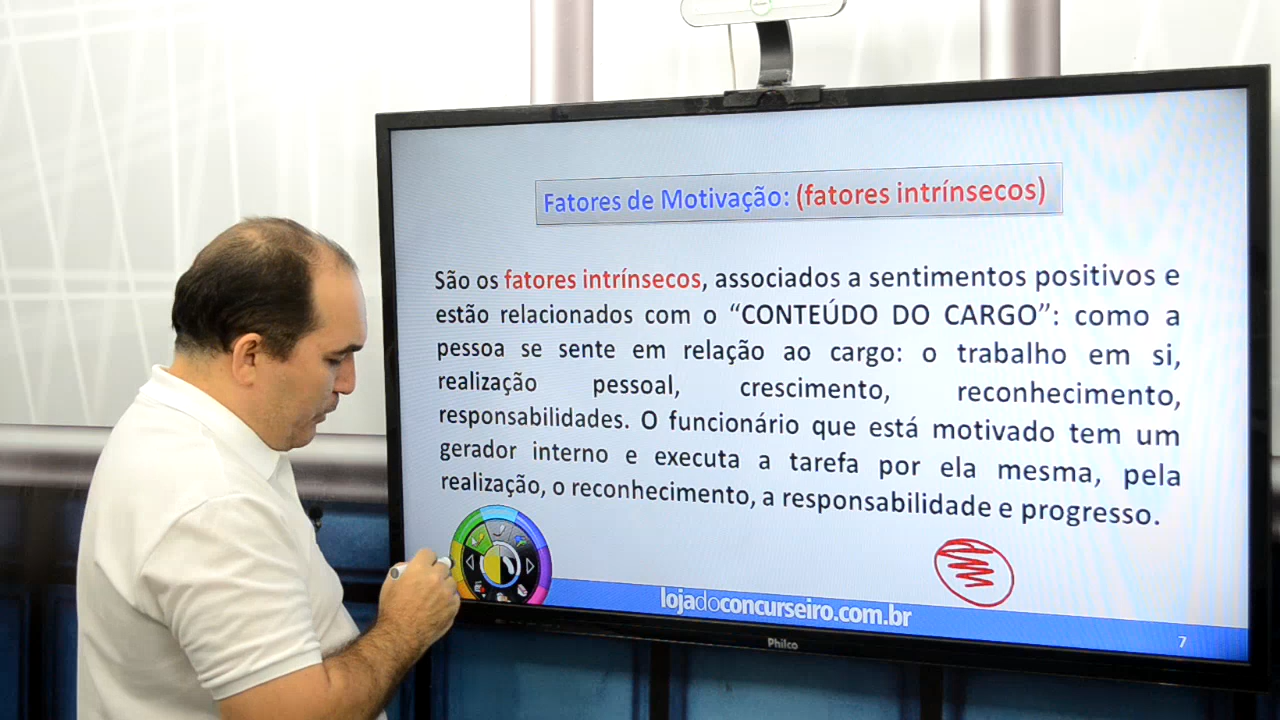 Fatores de Motivação: (fatores intrínsecos)
São os fatores intrínsecos, associados a sentimentos positivos e
estão relacionados com o “CONTEÚDO DO CARGO”: como a
pessoa se sente em relação ao cargo: o trabalho em si,
realização pessoal, crescimento, reconhecimento,
responsabilidades. O funcionário que está motivado tem um
gerador interno e executa a tarefa por ela mesma, pela
realização, o reconhecimento, a responsabilidade e progresso.
lojadoconcurseiro.com.br
7
Philco